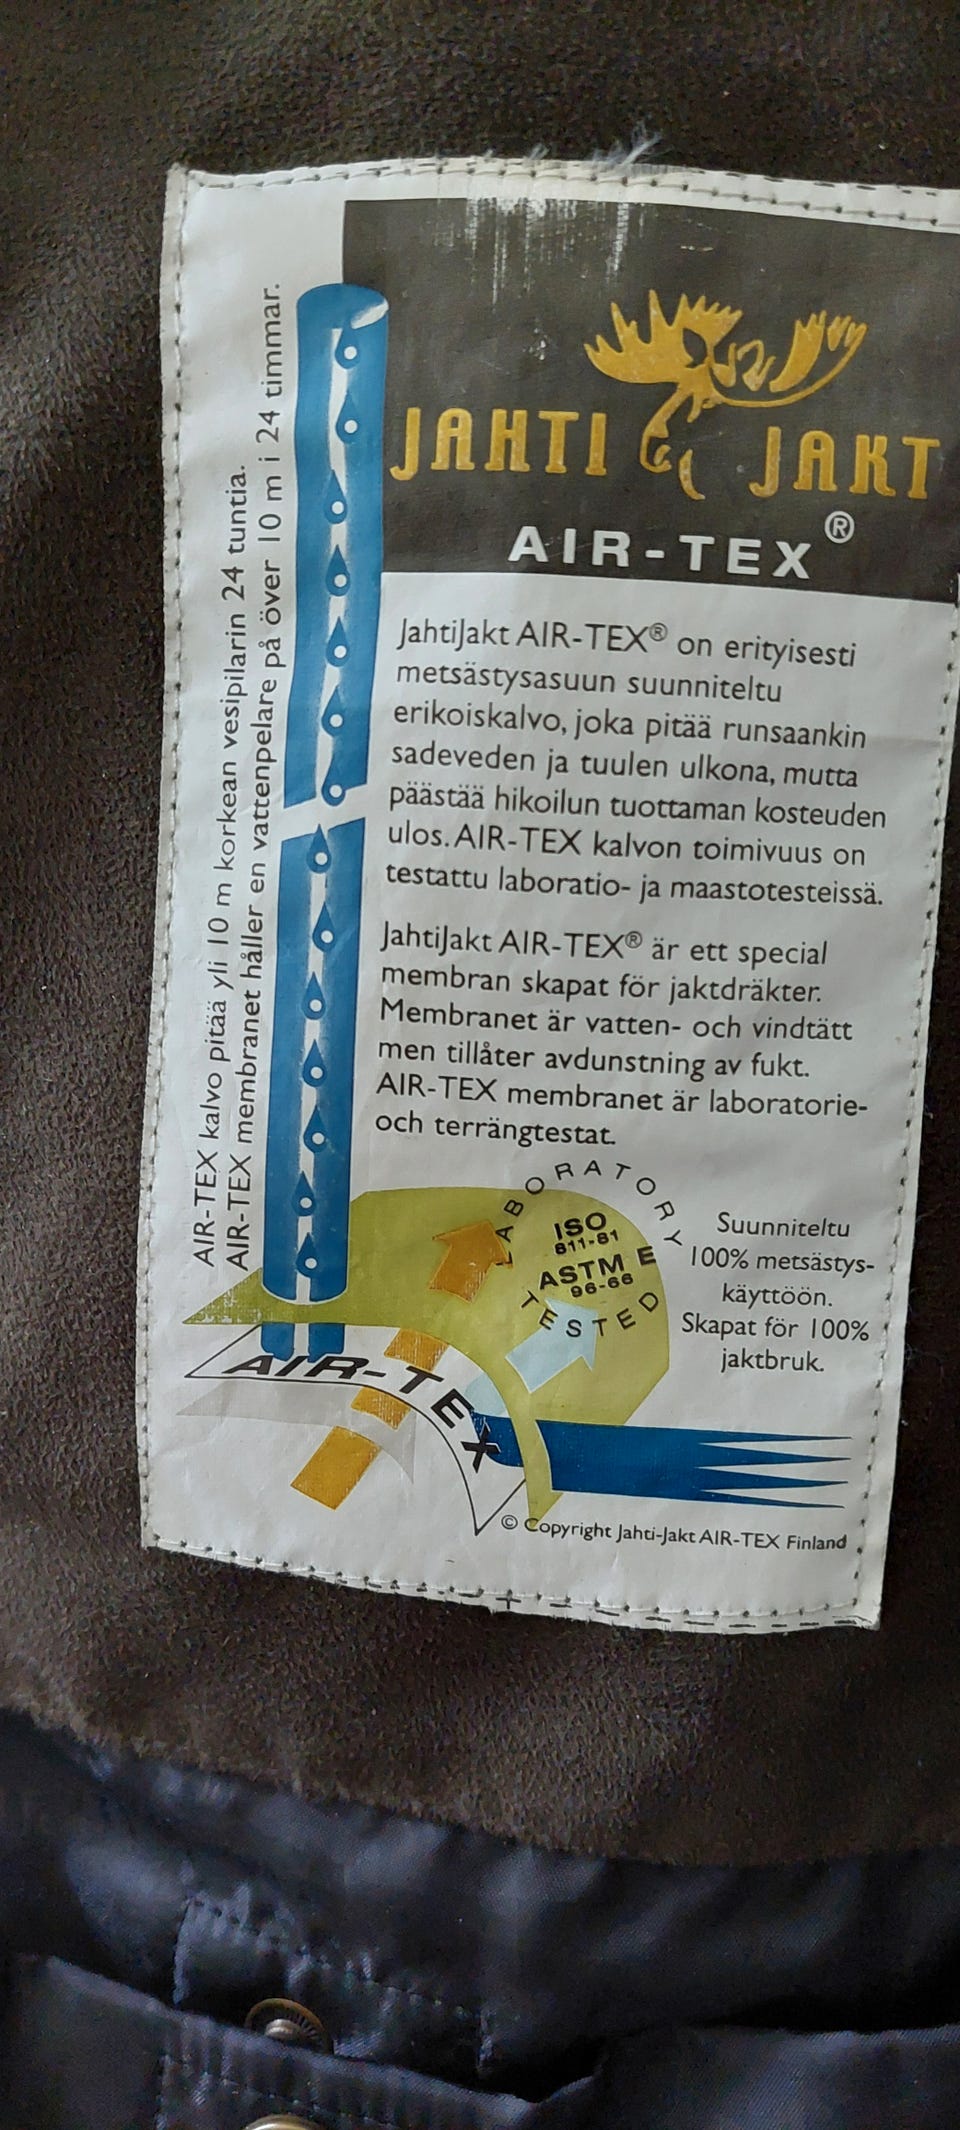 JAHTI JAKT
AIR-TEX®
AIR-TEX kalvo pitää yli 10 m korkean vesipilarin 24 tuntia.
AIR-TEX membranet håller en vattenpelare på över 10 m i 24 timmar.
JahtiJakt AIR-TEX® on erityisesti
metsästysasuun suunniteltu
erikoiskalvo, joka pitää runsaankin
sadeveden ja tuulen ulkona, mutta
päästää hikoilun tuottaman kosteuden
ulos. AIR-TEX kalvon toimivuus on
testattu laboratio- ja maastotesteissä.
JahtiJakt AIR-TEX® är ett special
membran skapat för jaktdräkter.
Membranet är vatten- och vindtätt
men tillåter avdunstning av fukt.
AIR-TEX membranet är laboratorie-
och terrängtestat.
LABORATORY
ISO
811-81
ASTM E
96-66
TESTED
Suunniteltu
100% metsästys-
käyttöön.
Skapat för 100%
jaktbruk.
AIR-TEX
© Copyright Jahti-Jakt AIR-TEX Finland